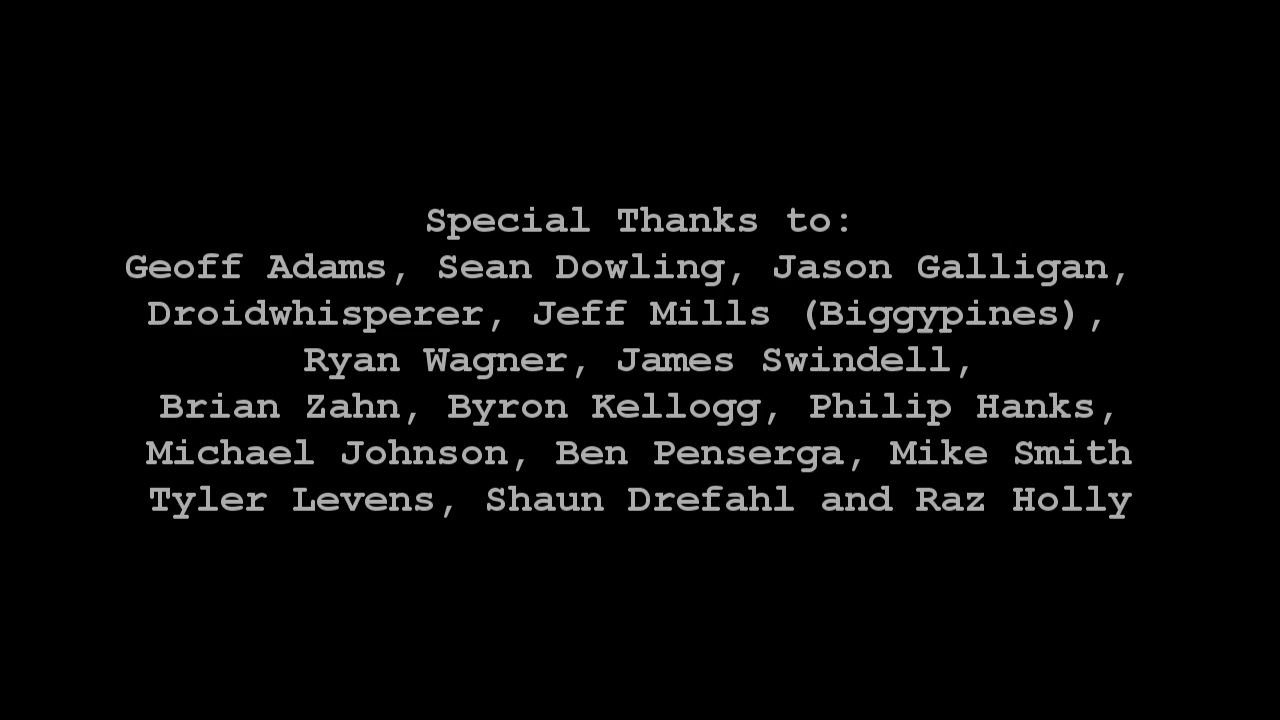 Special Thanks to:
Geoff Adams, Sean Dowling, Jason Galligan,
Droidwhisperer, Jeff Mills (Biggypines),
Ryan Wagner, James Swindell,
Brian Zahn, Byron Kellogg, Philip Hanks,
Michael Johnson, Ben Penserga, Mike Smith
Tyler Levens, Shaun Drefahl and Raz Holly